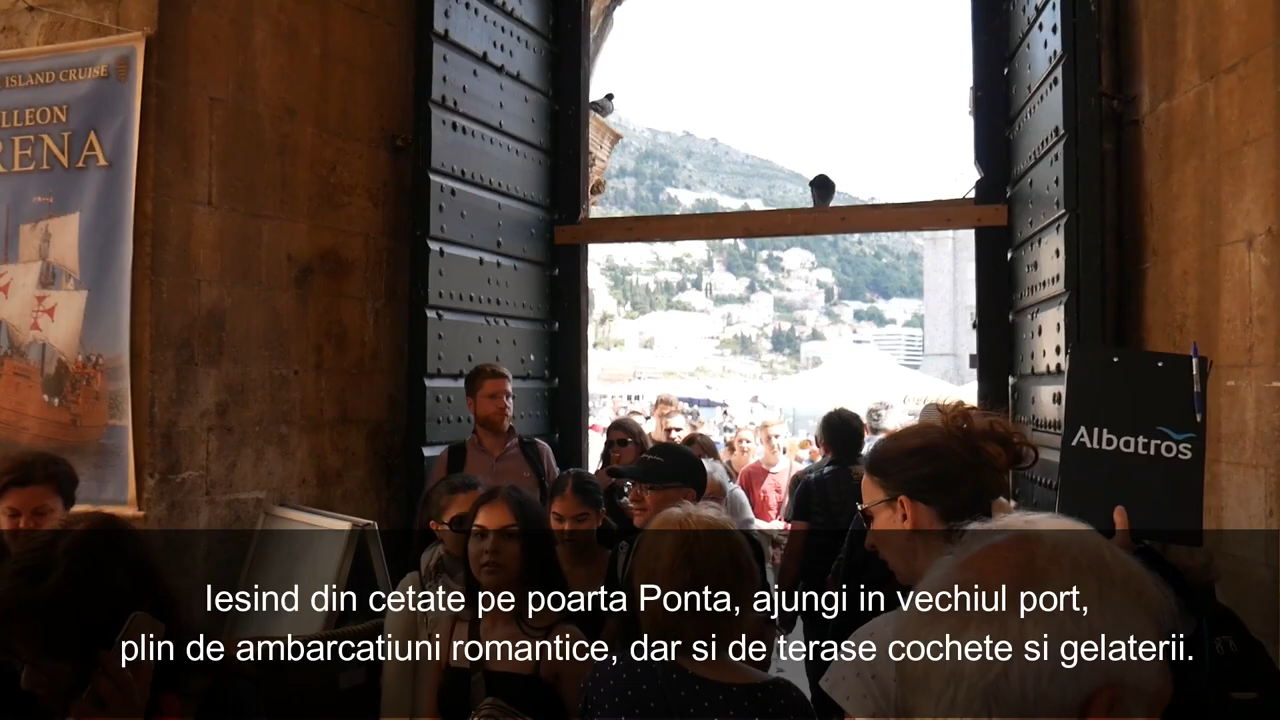 ISLAND CRUISE
LLEON
RENA
Albatros
Iesind din cetate pe poarta Ponta, ajungi in vechiul port,
plin de ambarcatiuni romantice, dar si de terase cochete si gelaterii.